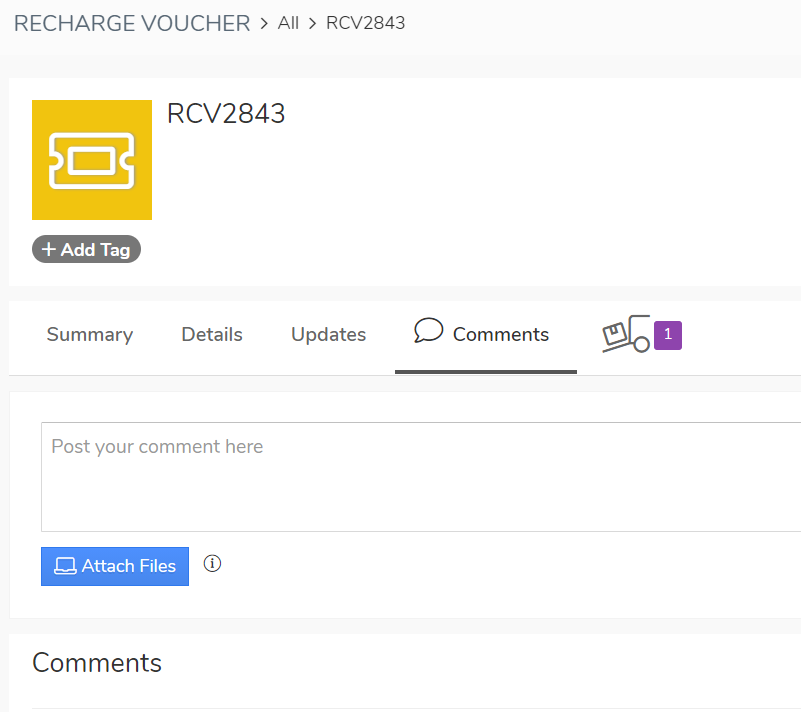 RECHARGE VOUCHER > All > RCV2843
RCV2843
+ Add Tag
Summary Details Updates Comments 1
Post your comment here
Attach Files
Comments